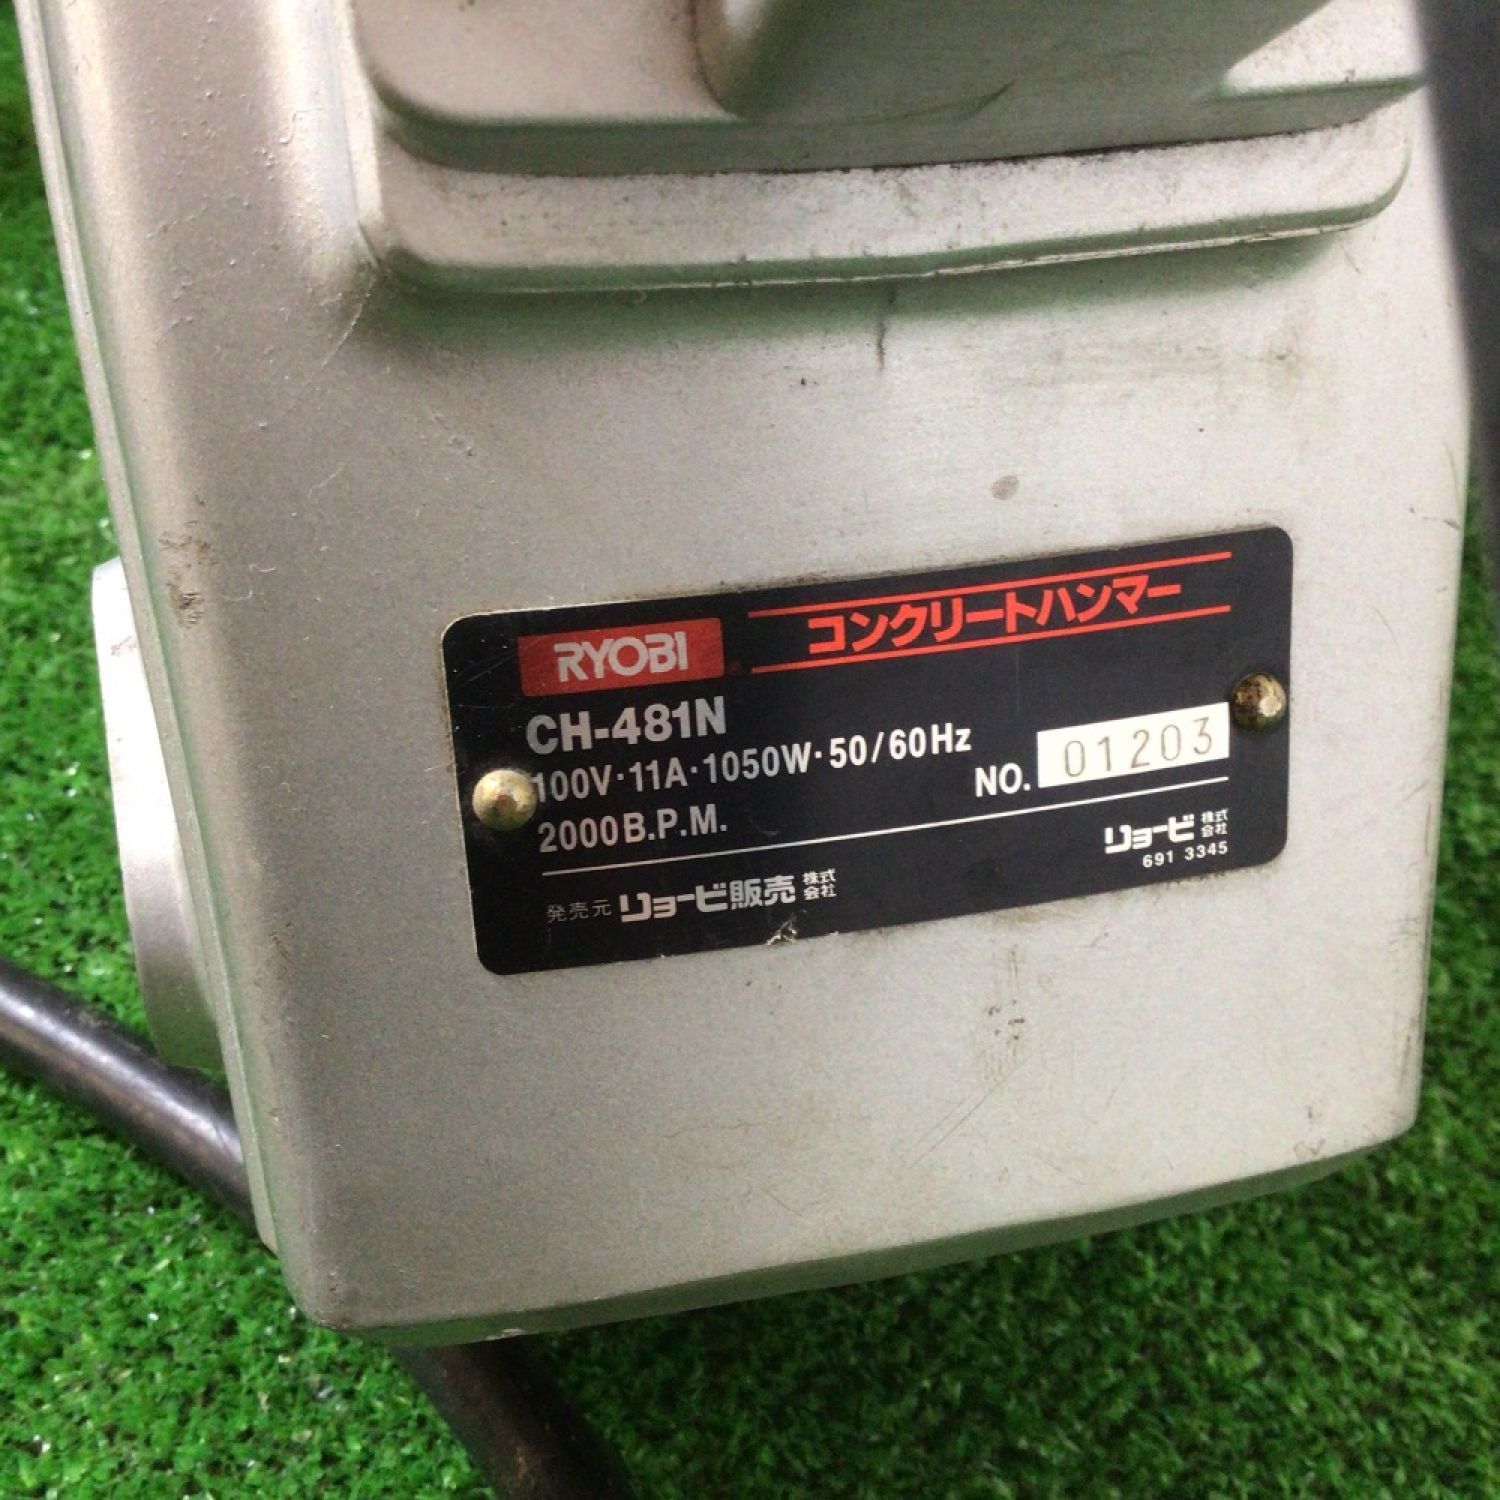 RYOBI コンクリートハンマー
CH-481N
100V·11A·1050W·50/60Hz
NO. 01203
2000B.P.M.
リョービ株式会社
691 3345
発売元 リョービ販売株式会社